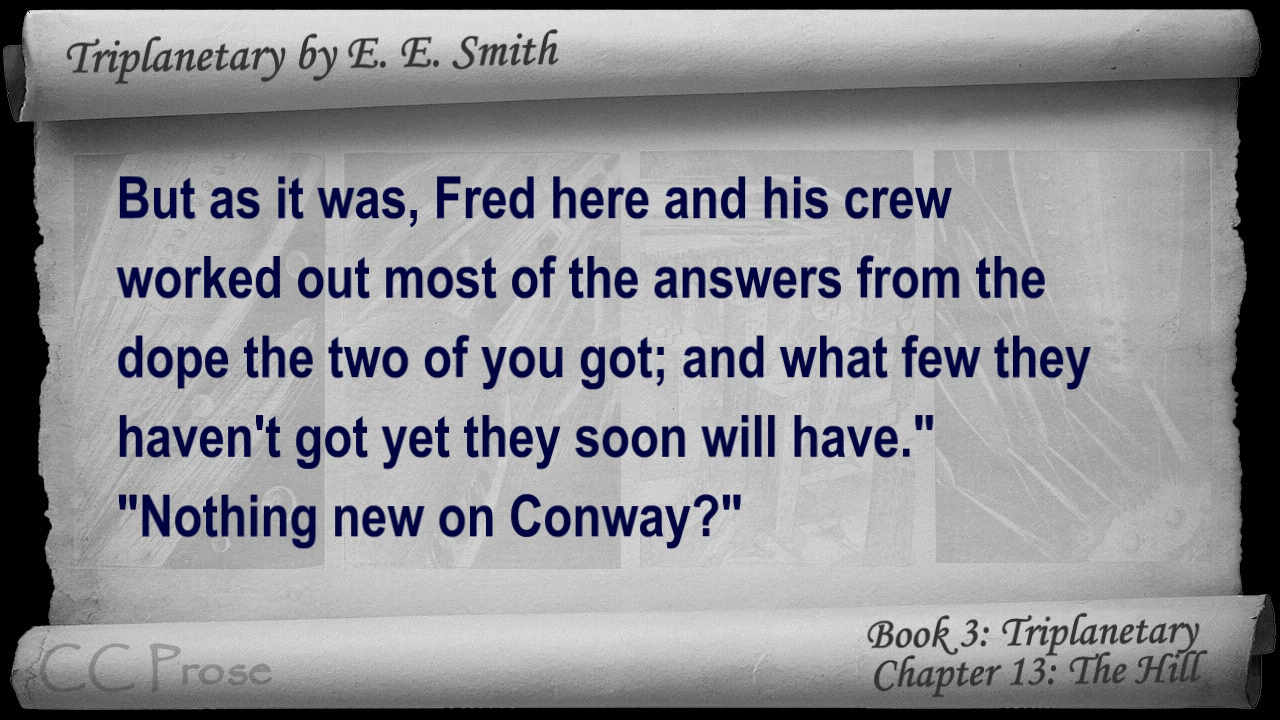 Triplanetary by E. E. Smith
But as it was, Fred here and his crew
worked out most of the answers from the
dope the two of you got; and what few they
haven't got yet they soon will have."
"Nothing new on Conway?"
Book 3: Triplanetary
Chapter 13: The Hill
CC Prose